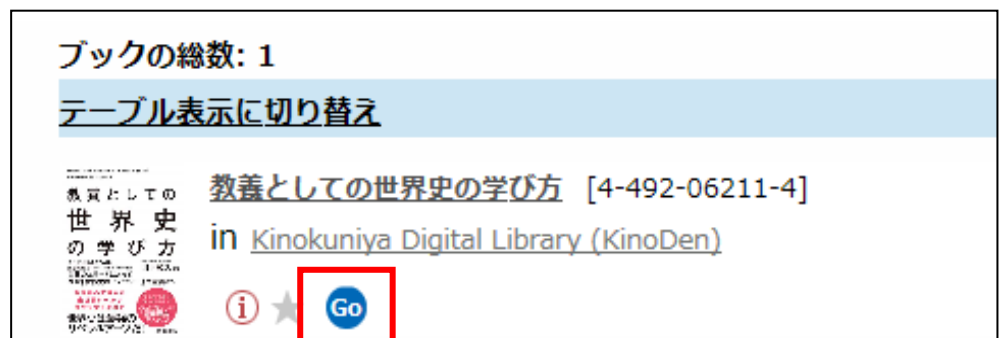 ブックの総数: 1
テーブル表示に切り替え
教養としての世界史の学び方 [4-492-06211-4]
in Kinokuniya Digital Library (KinoDen)
教養としての
世界史
の学び方
Go